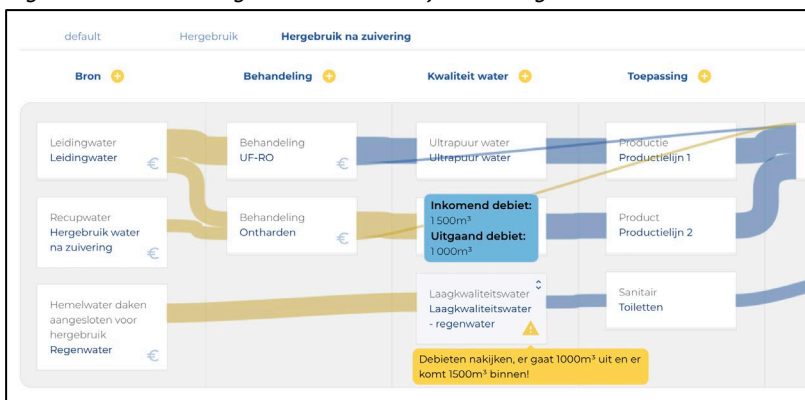 default Hergebruik Hergebruik na zuivering
Bron Behandeling Kwaliteit water Toepassing
Leidingwater
Leidingwater
€
Behandeling
UF-RO
€
Ultrapuur water
Ultrapuur water
Productie
Productielijn 1
Recupwater
Hergebruik water
na zuivering
€
Behandeling
Ontharden
€
Inkomend debiet:
1 500m³
Uitgaand debiet:
1 000m³
Product
Productielijn 2
Hemelwater daken
aangesloten voor
hergebruik
Regenwater
€
Laagkwaliteitswater
Laagkwaliteitswater
- regenwater
Sanitair
Toiletten
Debieten nakijken, er gaat 1000m³ uit en er
komt 1500m³ binnen!